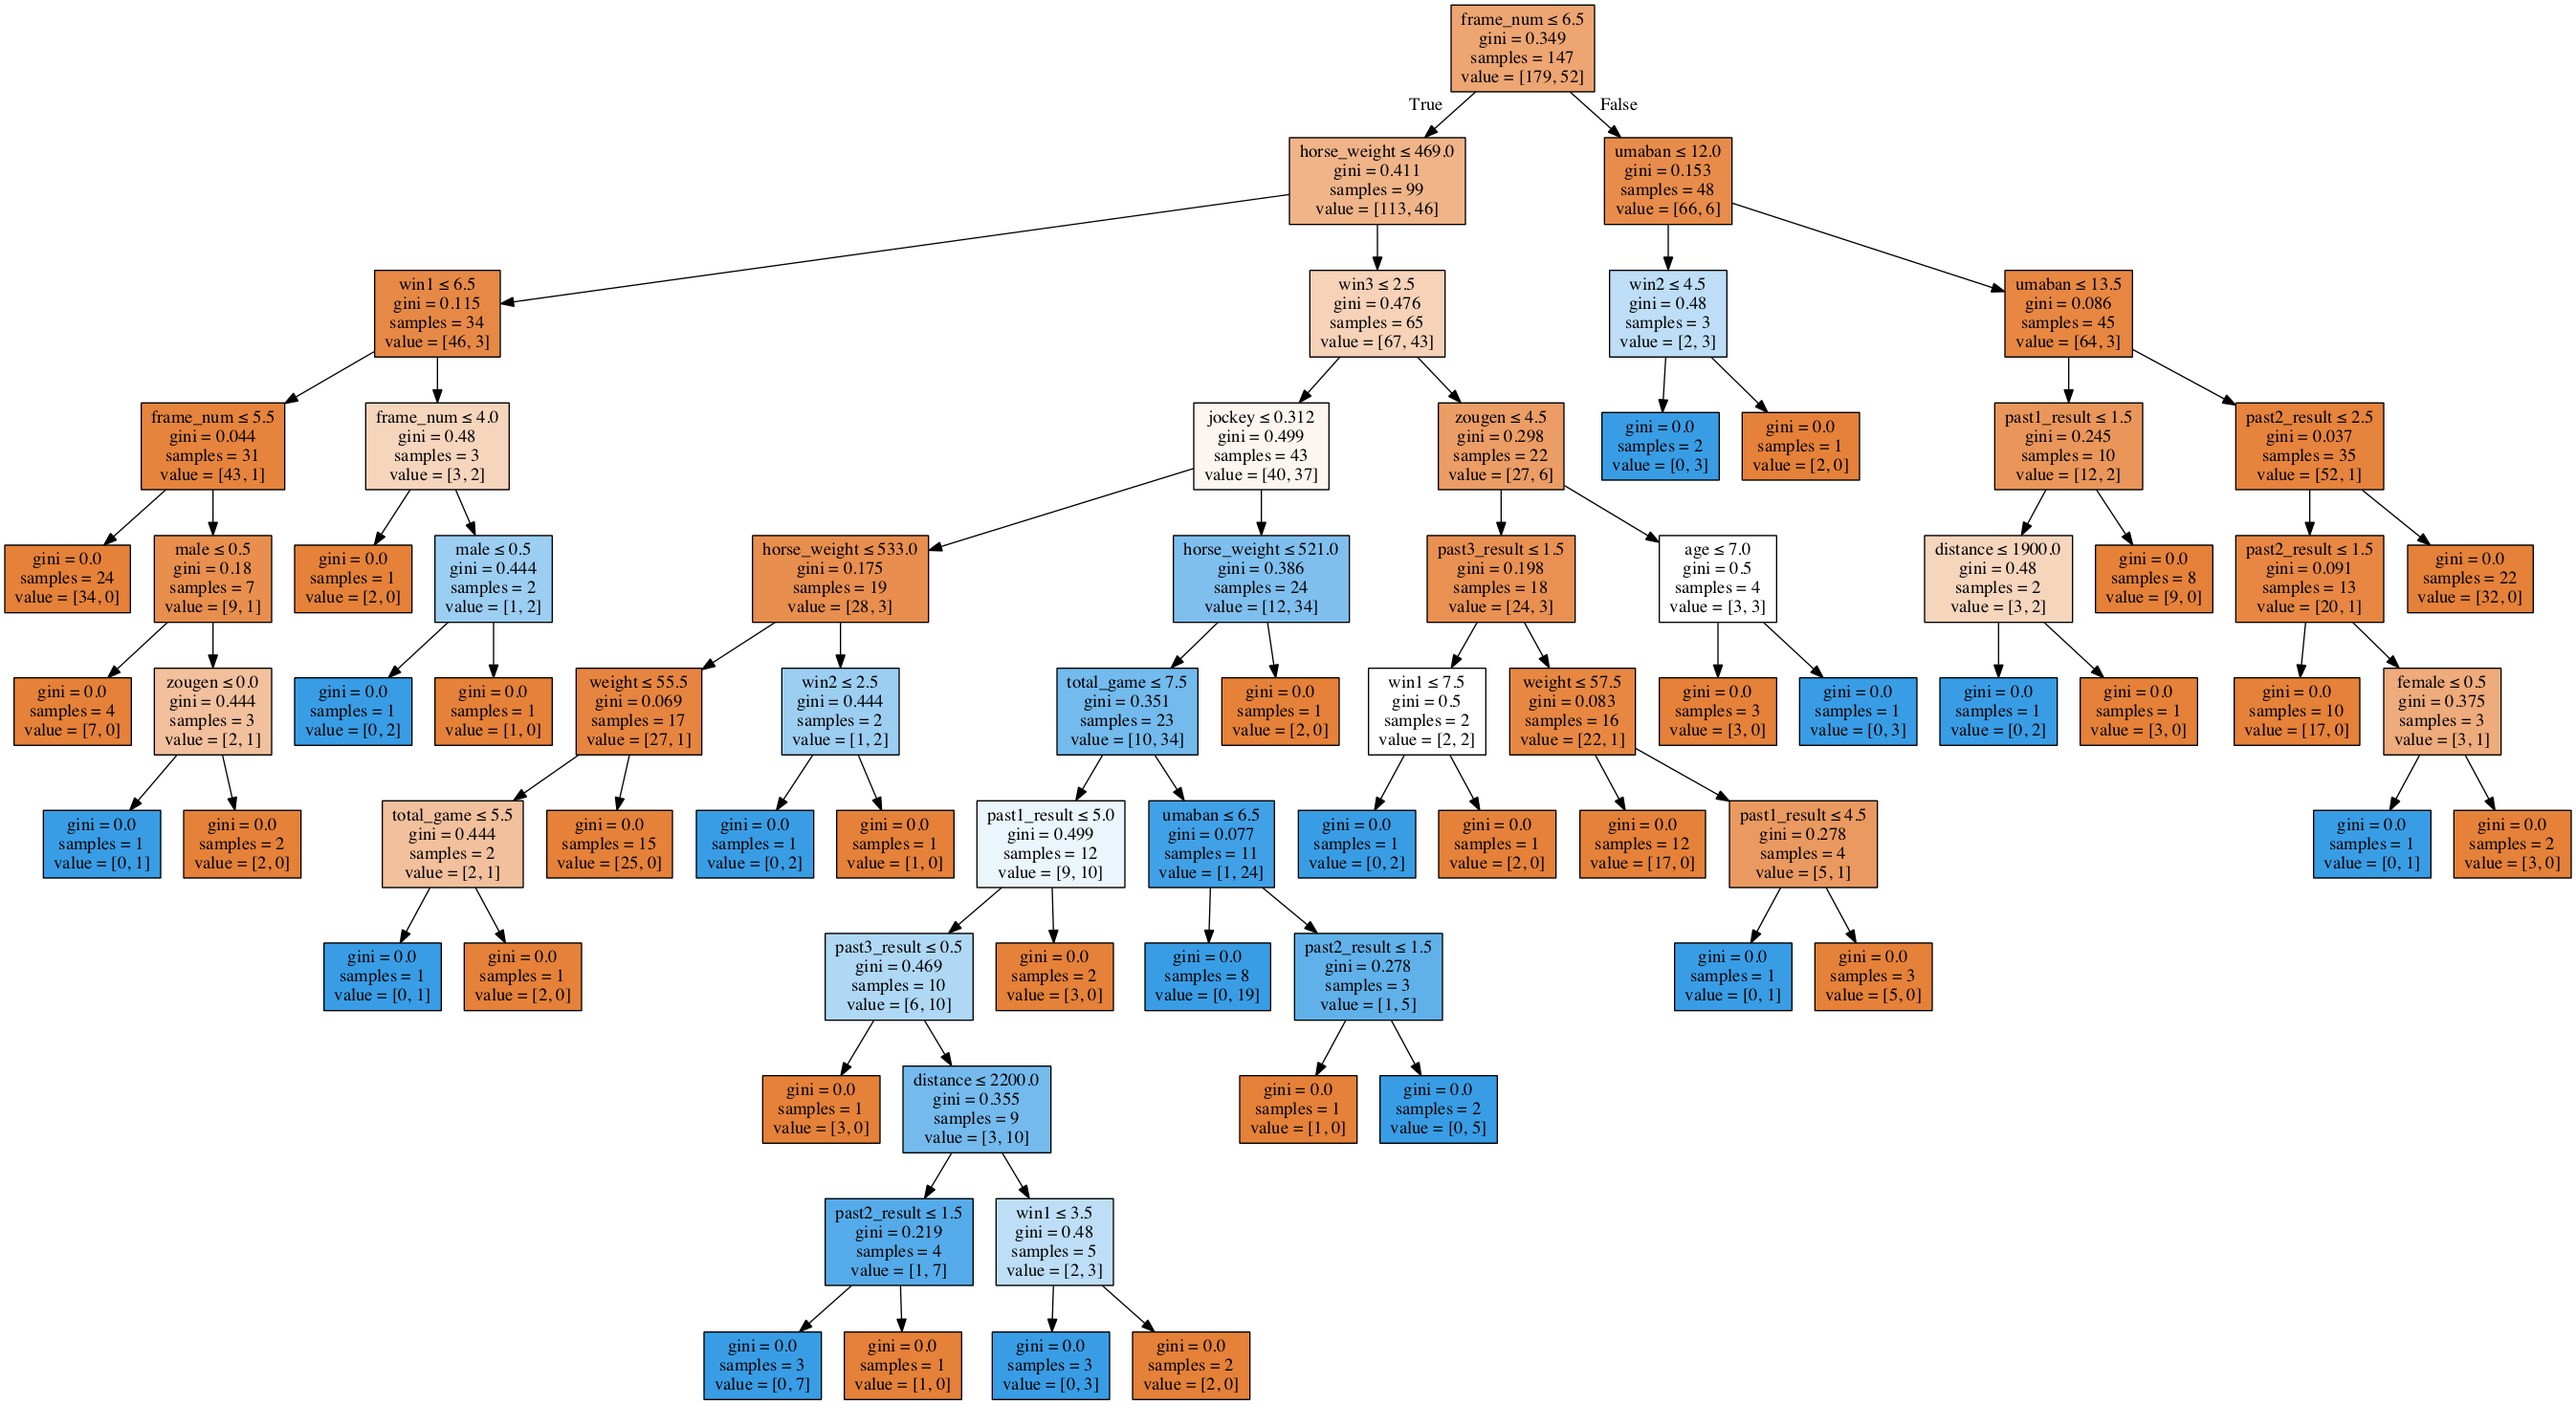 frame_num ≤ 6.5
gini = 0.349
samples = 147
value = [179, 52]
True
False
horse_weight ≤ 469.0
gini = 0.411
samples = 99
value = [113, 46]
umaban ≤ 12.0
gini = 0.153
samples = 48
value = [66, 6]
win1 ≤ 6.5
gini = 0.115
samples = 34
value = [46, 3]
win3 ≤ 2.5
gini = 0.476
samples = 65
value = [67, 43]
win2 ≤ 4.5
gini = 0.48
samples = 3
value = [2, 3]
umaban ≤ 13.5
gini = 0.086
samples = 45
value = [64, 3]
frame_num ≤ 5.5
gini = 0.044
samples = 31
value = [43, 1]
frame_num ≤ 4.0
gini = 0.48
samples = 3
value = [3, 2]
jockey ≤ 0.312
gini = 0.499
samples = 43
value = [40, 37]
zougen ≤ 4.5
gini = 0.298
samples = 22
value = [27, 6]
gini = 0.0
samples = 2
value = [0, 3]
gini = 0.0
samples = 1
value = [2, 0]
past1_result ≤ 1.5
gini = 0.245
samples = 10
value = [12, 2]
past2_result ≤ 2.5
gini = 0.037
samples = 35
value = [52, 1]
gini = 0.0
samples = 24
value = [34, 0]
male ≤ 0.5
gini = 0.18
samples = 7
value = [9, 1]
gini = 0.0
samples = 1
value = [2, 0]
male ≤ 0.5
gini = 0.444
samples = 2
value = [1, 2]
horse_weight ≤ 533.0
gini = 0.175
samples = 19
value = [28, 3]
horse_weight ≤ 521.0
gini = 0.386
samples = 24
value = [12, 34]
past3_result ≤ 1.5
gini = 0.198
samples = 18
value = [24, 3]
age ≤ 7.0
gini = 0.5
samples = 4
value = [3, 3]
distance ≤ 1900.0
gini = 0.48
samples = 2
value = [3, 2]
gini = 0.0
samples = 8
value = [9, 0]
past2_result ≤ 1.5
gini = 0.091
samples = 13
value = [20, 1]
gini = 0.0
samples = 22
value = [32, 0]
gini = 0.0
samples = 4
value = [7, 0]
zougen ≤ 0.0
gini = 0.444
samples = 3
value = [2, 1]
gini = 0.0
samples = 1
value = [0, 2]
gini = 0.0
samples = 1
value = [1, 0]
weight ≤ 55.5
gini = 0.069
samples = 17
value = [27, 1]
win2 ≤ 2.5
gini = 0.444
samples = 2
value = [1, 2]
total_game ≤ 7.5
gini = 0.351
samples = 23
value = [10, 34]
gini = 0.0
samples = 1
value = [2, 0]
win1 ≤ 7.5
gini = 0.5
samples = 2
value = [2, 2]
weight ≤ 57.5
gini = 0.083
samples = 16
value = [22, 1]
gini = 0.0
samples = 3
value = [3, 0]
gini = 0.0
samples = 1
value = [0, 3]
gini = 0.0
samples = 1
value = [0, 2]
gini = 0.0
samples = 1
value = [3, 0]
gini = 0.0
samples = 10
value = [17, 0]
female ≤ 0.5
gini = 0.375
samples = 3
value = [3, 1]
gini = 0.0
samples = 1
value = [0, 1]
gini = 0.0
samples = 2
value = [2, 0]
total_game ≤ 5.5
gini = 0.444
samples = 2
value = [2, 1]
gini = 0.0
samples = 15
value = [25, 0]
gini = 0.0
samples = 1
value = [0, 2]
gini = 0.0
samples = 1
value = [1, 0]
past1_result ≤ 5.0
gini = 0.499
samples = 12
value = [9, 10]
umaban ≤ 6.5
gini = 0.077
samples = 11
value = [1, 24]
gini = 0.0
samples = 1
value = [0, 2]
gini = 0.0
samples = 1
value = [2, 0]
gini = 0.0
samples = 12
value = [17, 0]
past1_result ≤ 4.5
gini = 0.278
samples = 4
value = [5, 1]
gini = 0.0
samples = 1
value = [0, 1]
gini = 0.0
samples = 2
value = [3, 0]
gini = 0.0
samples = 1
value = [0, 1]
gini = 0.0
samples = 1
value = [2, 0]
past3_result ≤ 0.5
gini = 0.469
samples = 10
value = [6, 10]
gini = 0.0
samples = 2
value = [3, 0]
gini = 0.0
samples = 8
value = [0, 19]
past2_result ≤ 1.5
gini = 0.278
samples = 3
value = [1, 5]
gini = 0.0
samples = 1
value = [0, 1]
gini = 0.0
samples = 3
value = [5, 0]
gini = 0.0
samples = 1
value = [3, 0]
distance ≤ 2200.0
gini = 0.355
samples = 9
value = [3, 10]
gini = 0.0
samples = 1
value = [1, 0]
gini = 0.0
samples = 2
value = [0, 5]
past2_result ≤ 1.5
gini = 0.219
samples = 4
value = [1, 7]
win1 ≤ 3.5
gini = 0.48
samples = 5
value = [2, 3]
gini = 0.0
samples = 3
value = [0, 7]
gini = 0.0
samples = 1
value = [1, 0]
gini = 0.0
samples = 3
value = [0, 3]
gini = 0.0
samples = 2
value = [2, 0]